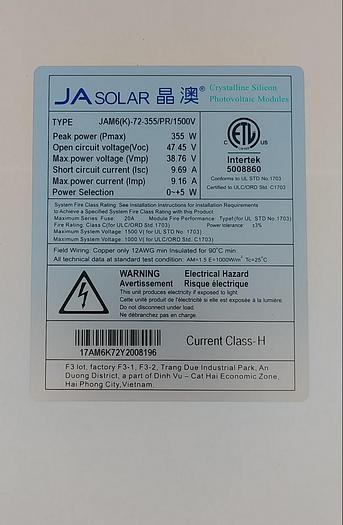 JA SOLAR 晶澳® Crystalline Silicon
Photovoltaic Modules
TYPE JAM6(K)-72-355/PR/1500V
Peak power (Pmax) 355 W
Open circuit voltage(Voc) 47.45 V
Max.power voltage (Vmp) 38.76 V
Short circuit current (Isc) 9.69 A
Max.power current (Imp) 9.16 A
Power Selection 0~+5 W
C ETL US
LISTED
Intertek
5008860
Conforms to UL STD No.1703
Certified to ULC/ORD Std. C1703
System Fire Class Rating: See Installation Instructions for Installation Requirements
to Achieve a Specified System Fire Class Rating with this Product
Maximum Series Fuse: 20A Module Fire Performance: TypeI(for UL STD. No.1703)
Fire Rating: Class C(for ULC/ORD Std.1703) Power tolerance: ±3%
Maximum System Voltage: 1500 V(for UL STD No. 1703)
Maximum System Voltage: 1000 V(for ULC/ORD Std. 1703)
Field Wiring: Copper only 12AWG min Insulated for 90°C min
All technical data at standard test condition: AM=1.5 E=1000W/m² Tc=25°C
WARNING Electrical Hazard
Avertissement Risque électrique
This unit produces electricity if exposed to light.
Cette unité produit de l'électricité si elle est exposée à la lumière.
Do not disconnect under load.
Ne débranchez pas en charge.
17AM6K72Y2008196
Current Class-H
F3 lot, factory F3-1, F3-2, Trang Due Industrial Park, An
Duong District, a part of Dinh Vu – Cat Hai Economic Zone,
Hai Phong City,Vietnam.